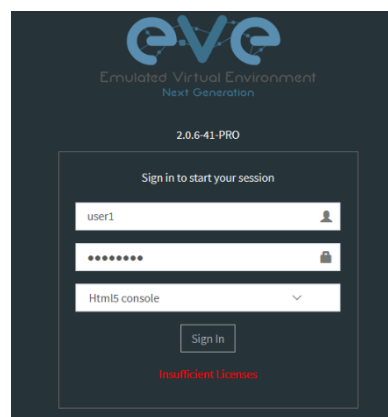 eve
Emulated Virtual Environment
Next Generation
2.0.6-41-PRO
Sign in to start your session
user1
••••••••
Html5 console
Sign In
Insufficient Licenses